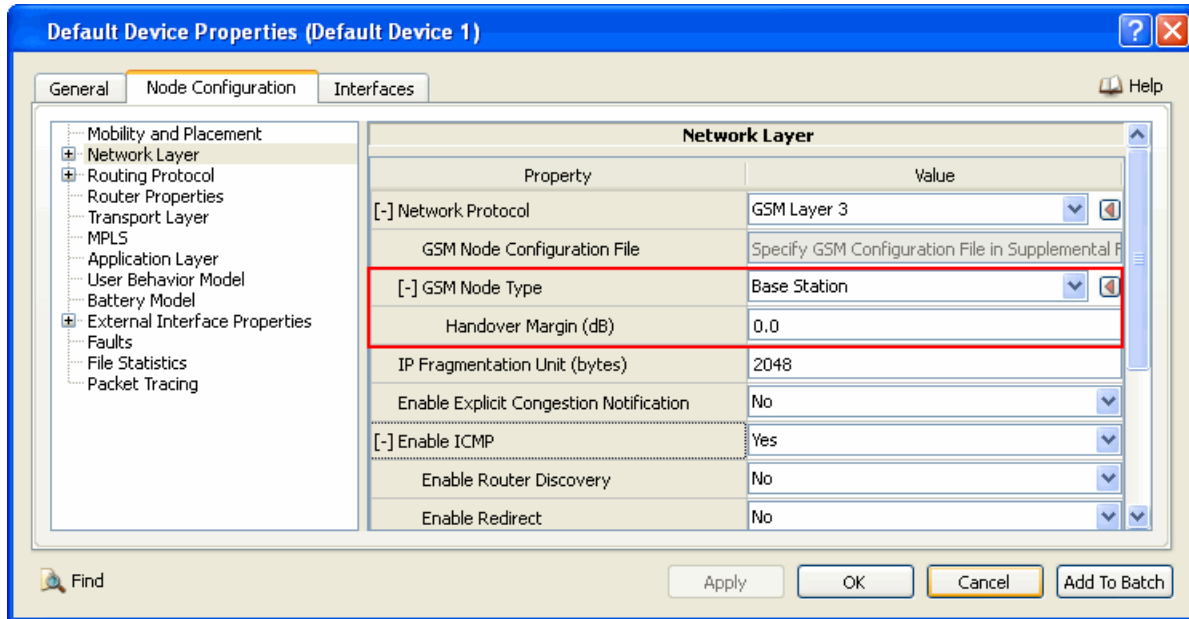 Default Device Properties (Default Device 1)
General Node Configuration Interfaces Help
Mobility and Placement
Network Layer
Routing Protocol
Router Properties
Transport Layer
MPLS
Application Layer
User Behavior Model
Battery Model
External Interface Properties
Faults
File Statistics
Packet Tracing
Network Layer
Property Value
[-] Network Protocol GSM Layer 3
GSM Node Configuration File Specify GSM Configuration File in Supplemental F
[-] GSM Node Type Base Station
Handover Margin (dB) 0.0
IP Fragmentation Unit (bytes) 2048
Enable Explicit Congestion Notification No
[-] Enable ICMP Yes
Enable Router Discovery No
Enable Redirect No
Find Apply OK Cancel Add To Batch